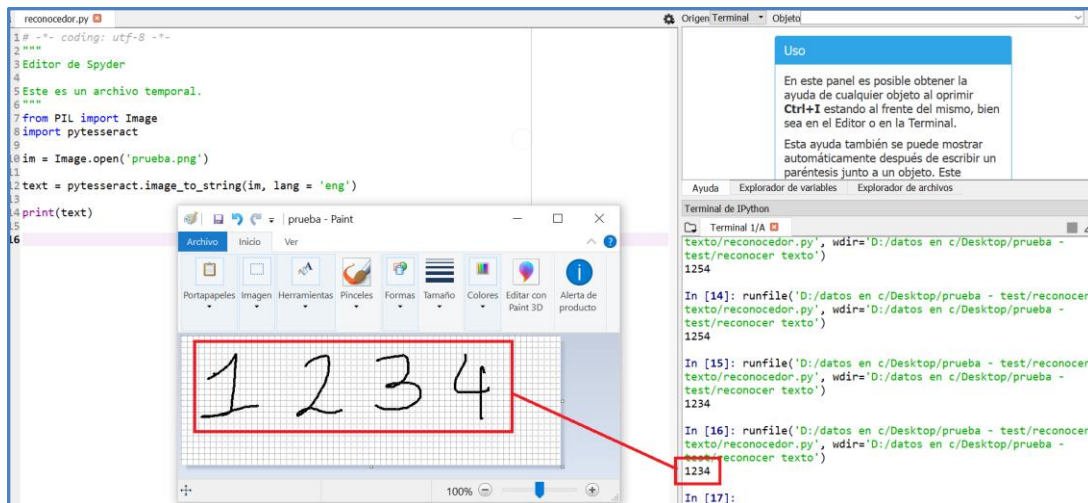 reconocedor.py
1 # -*- coding: utf-8 -*-
2 """
3 Editor de Spyder
4
5 Este es un archivo temporal.
6 """
7 from PIL import Image
8 import pytesseract
9
10 im = Image.open('prueba.png')
11
12 text = pytesseract.image_to_string(im, lang = 'eng')
13
14 print(text)
15
16
prueba - Paint
Archivo Inicio Ver
Portapapeles Imagen Herramientas Pinceles Formas Tamaño Colores Editar con Paint 3D Alerta de producto
1 2 3 4
100%
Origen Terminal Objeto
Uso
En este panel es posible obtener la
ayuda de cualquier objeto al oprimir
Ctrl+I estando al frente del mismo, bien
sea en el Editor o en la Terminal.
Esta ayuda también se puede mostrar
automáticamente después de escribir un
paréntesis junto a un objeto. Este
Ayuda Explorador de variables Explorador de archivos
Terminal de IPython
Terminal 1/A
texto/reconocedor.py', wdir='D:/datos en c/Desktop/prueba -
test/reconocer texto')
1254
In [14]: runfile('D:/datos en c/Desktop/prueba - test/reconocer
texto/reconocedor.py', wdir='D:/datos en c/Desktop/prueba -
test/reconocer texto')
1254
In [15]: runfile('D:/datos en c/Desktop/prueba - test/reconocer
texto/reconocedor.py', wdir='D:/datos en c/Desktop/prueba -
test/reconocer texto')
1234
In [16]: runfile('D:/datos en c/Desktop/prueba - test/reconocer
texto/reconocedor.py', wdir='D:/datos en c/Desktop/prueba -
test/reconocer texto')
1234
In [17]: